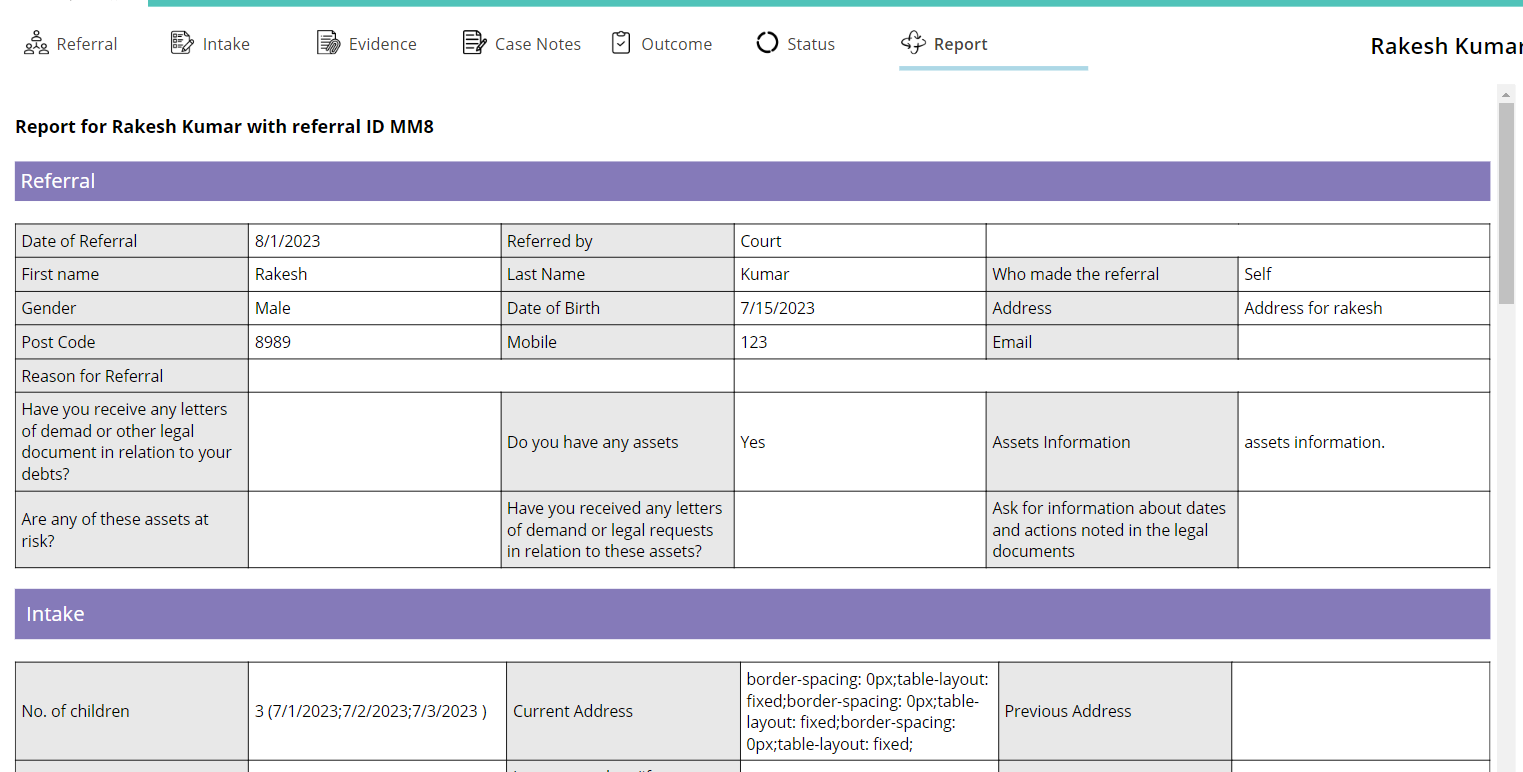 Referral Intake Evidence Case Notes Outcome Status Report Rakesh Kumar
Report for Rakesh Kumar with referral ID MM8
Referral
Date of Referral 8/1/2023 Referred by Court
First name Rakesh Last Name Kumar Who made the referral Self
Gender Male Date of Birth 7/15/2023 Address Address for rakesh
Post Code 8989 Mobile 123 Email
Reason for Referral
Have you receive any letters
of demad or other legal
document in relation to your
debts?
Do you have any assets Yes Assets Information assets information.
Are any of these assets at
risk?
Have you received any letters
of demand or legal requests
in relation to these assets?
Ask for information about dates
and actions noted in the legal
documents
Intake
No. of children 3 (7/1/2023;7/2/2023;7/3/2023 ) Current Address
border-spacing: 0px;table-layout:
fixed;border-spacing: 0px;table-
layout: fixed;border-spacing:
0px;table-layout: fixed;
Previous Address